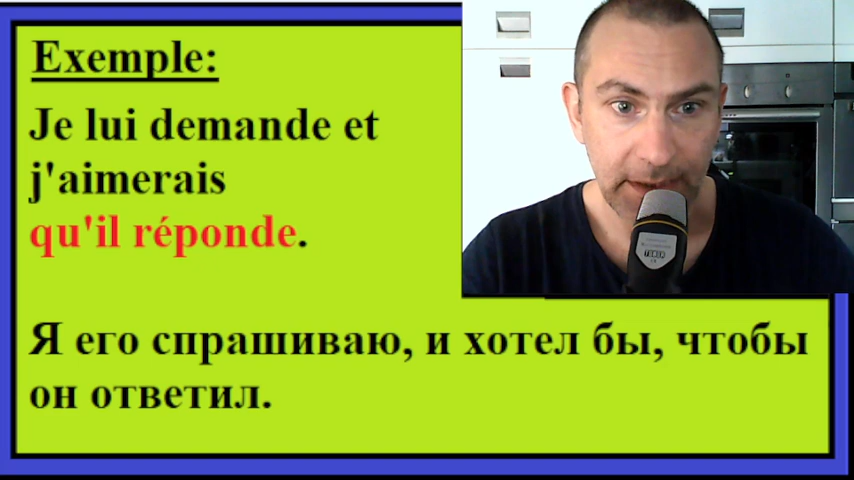 Exemple:
Je lui demande et
j'aimerais
qu'il réponde.
Я его спрашиваю, и хотел бы, чтобы
он ответил.